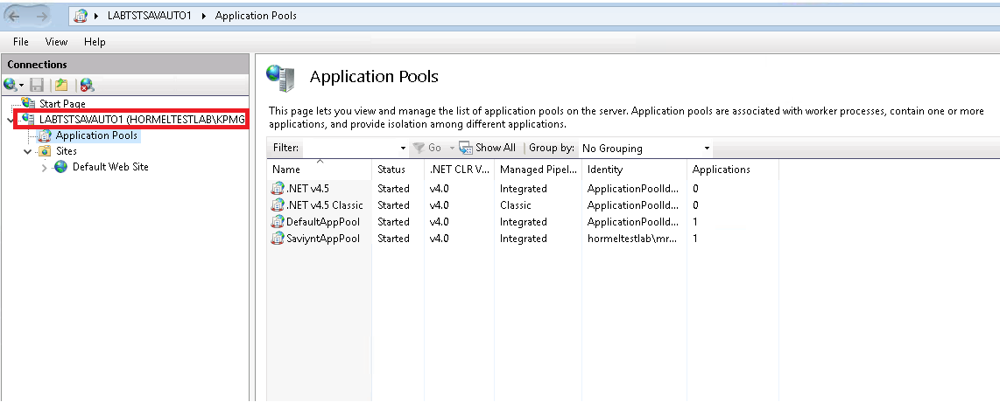 LABTSTSAVAUTO1 Application Pools
File View Help
Connections
Start Page
LABTSTSAVAUTO1 (HORMELTESTLAB\KPMG
Application Pools
Sites
Default Web Site
Application Pools
This page lets you view and manage the list of application pools on the server. Application pools are associated with worker processes, contain one or more
applications, and provide isolation among different applications.
Filter: Go Show All Group by: No Grouping
Name Status .NET CLR V... Managed Pipel... Identity Applications
.NET v4.5 Started v4.0 Integrated ApplicationPoolId... 0
.NET v4.5 Classic Started v4.0 Classic ApplicationPoolId... 0
DefaultAppPool Started v4.0 Integrated ApplicationPoolId... 1
SaviyntAppPool Started v4.0 Integrated hormeltestlab\mr... 1